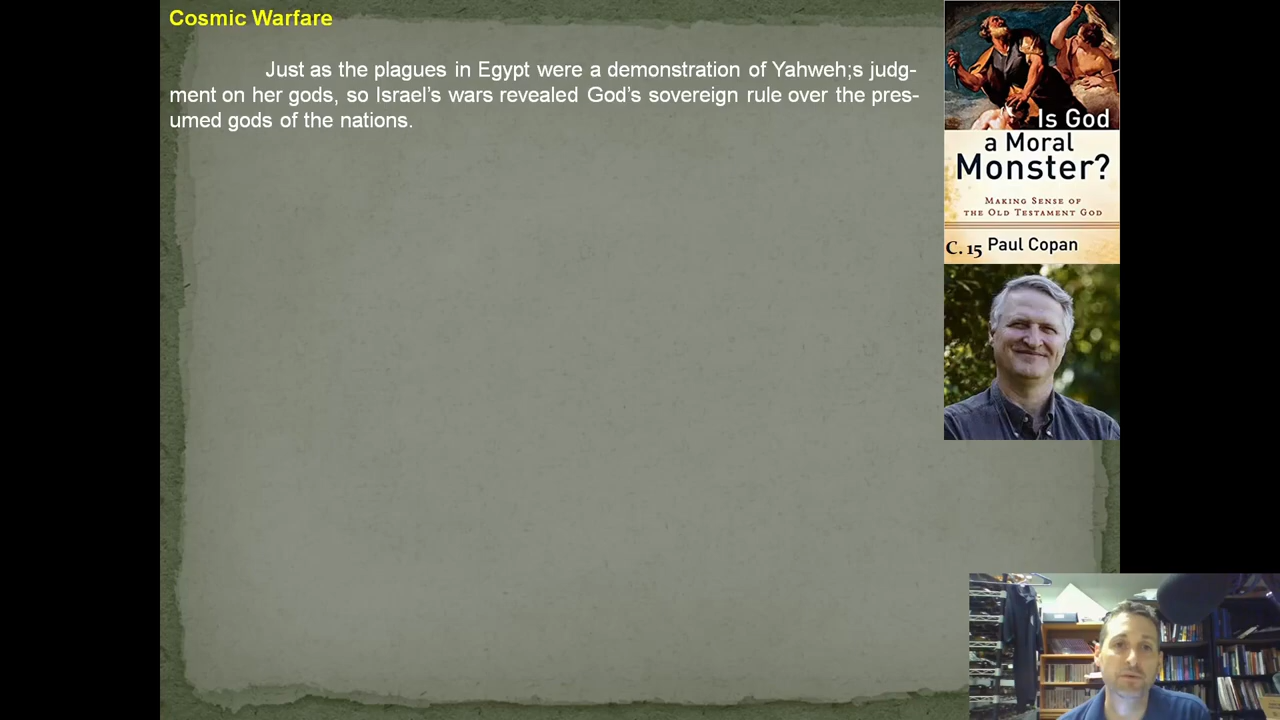 Cosmic Warfare
Just as the plagues in Egypt were a demonstration of Yahweh;s judg-
ment on her gods, so Israel's wars revealed God's sovereign rule over the pres-
umed gods of the nations.
Is God
a Moral
Monster?
Making Sense of
the Old Testament God
C. 15 Paul Copan